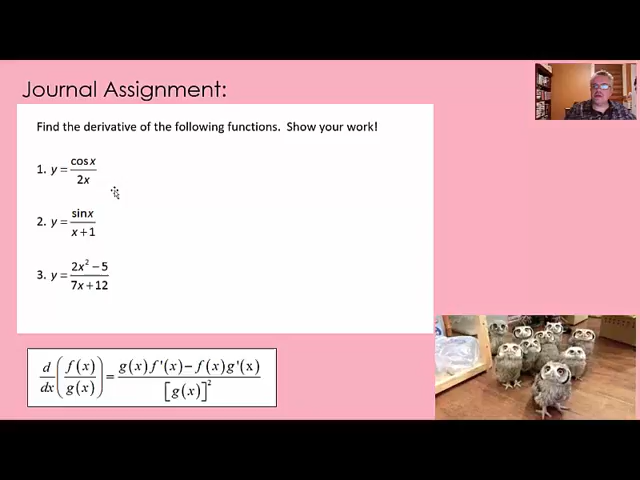 Journal Assignment:
Find the derivative of the following functions. Show your work!
1. y = cos x / 2x
2. y = sin x / x + 1
3. y = 2x² − 5 / 7x + 12
d/dx ( f(x) / g(x) ) = g(x) f'(x) − f(x) g'(x) / [g(x)]²